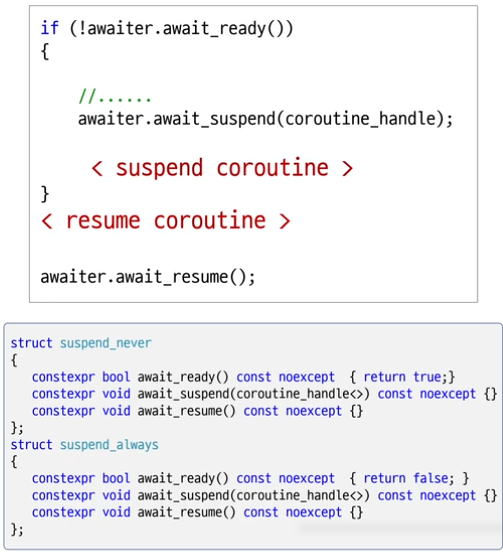 if (!awaiter.await_ready())
{
//......
awaiter.await_suspend(coroutine_handle);
< suspend coroutine >
}
< resume coroutine >
awaiter.await_resume();
struct suspend_never
{
constexpr bool await_ready() const noexcept { return true;}
constexpr void await_suspend(coroutine_handle<>) const noexcept {}
constexpr void await_resume() const noexcept {}
};
struct suspend_always
{
constexpr bool await_ready() const noexcept { return false; }
constexpr void await_suspend(coroutine_handle<>) const noexcept {}
constexpr void await_resume() const noexcept {}
};